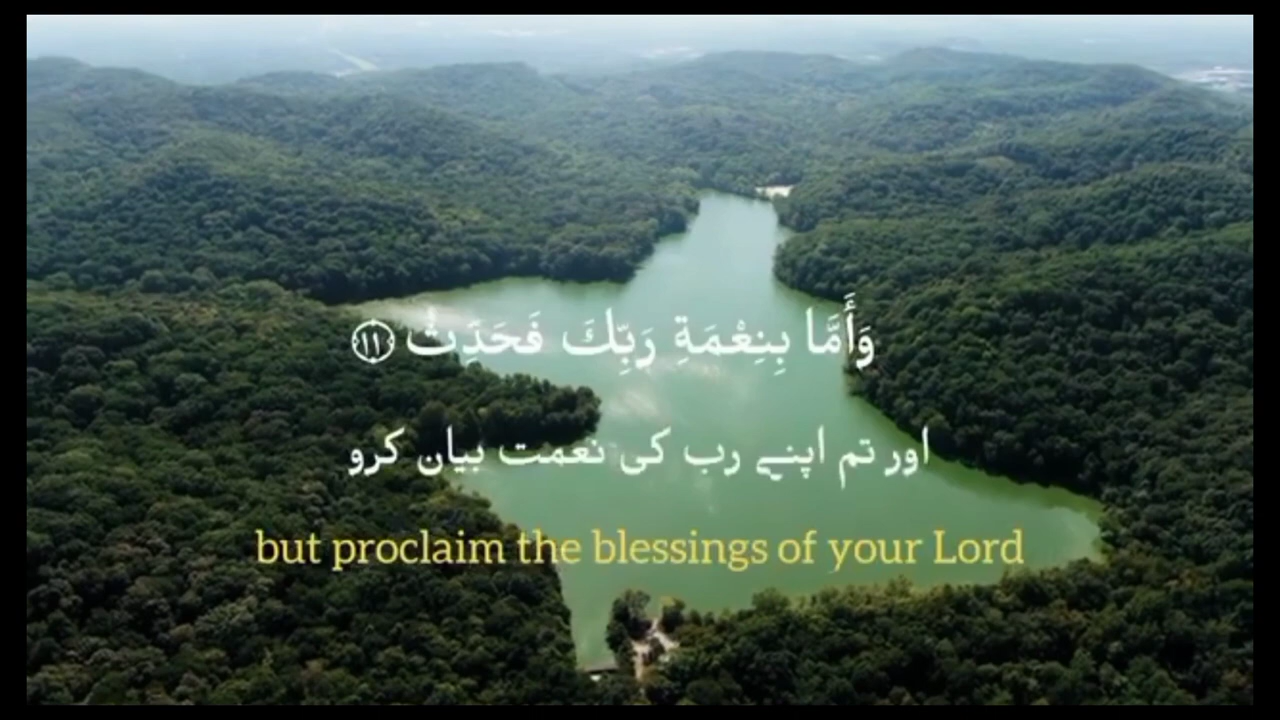 وَأَمَّا بِنِعْمَةِ رَبِّكَ فَحَدِّثْ ١١
اور تم اپنے رب کی نعمت بیان کرو
but proclaim the blessings of your Lord